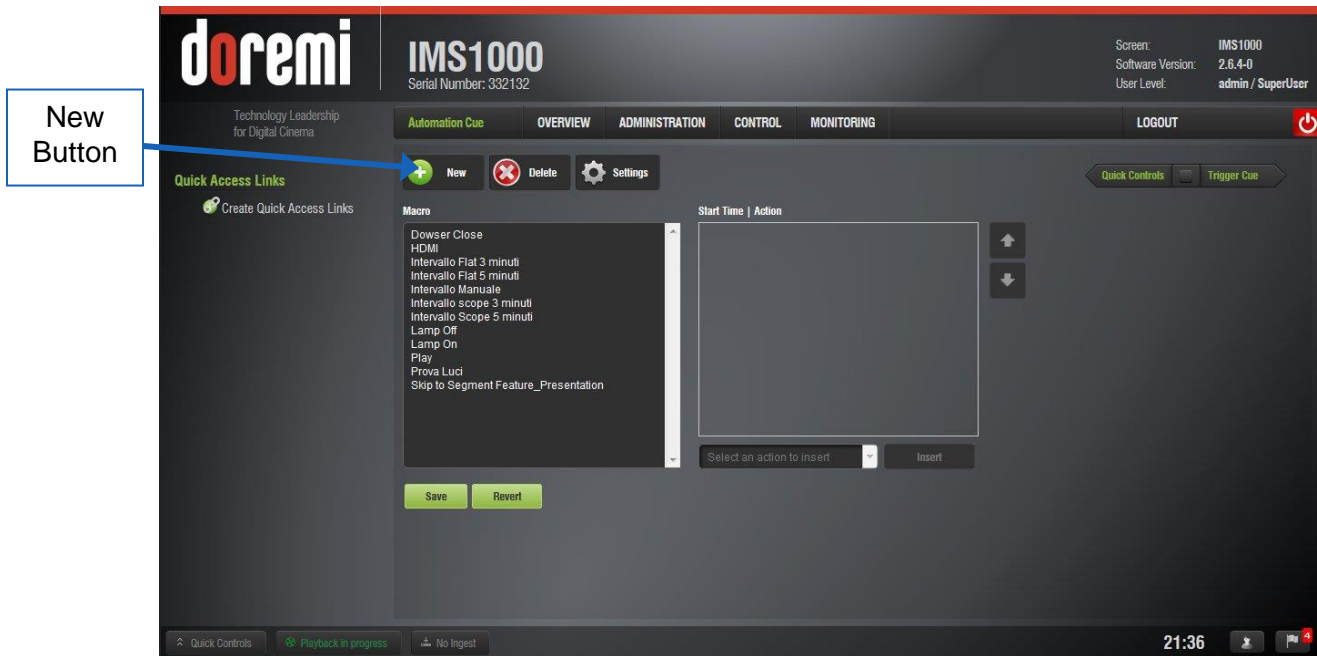 doremi
Technology Leadership
for Digital Cinema
IMS1000
Serial Number: 332132
Screen: IMS1000
Software Version: 2.6.4-0
User Level: admin / SuperUser
New
Button
Automation Cue OVERVIEW ADMINISTRATION CONTROL MONITORING LOGOUT
Quick Access Links
Create Quick Access Links
New Delete Settings
Quick Controls Trigger Cue
Macro
Dowser Close
HDMI
Intervallo Flat 3 minuti
Intervallo Flat 5 minuti
Intervallo Manuale
Intervallo scope 3 minuti
Intervallo Scope 5 minuti
Lamp Off
Lamp On
Play
Prova Luci
Skip to Segment Feature_Presentation
Start Time | Action
Select an action to insert Insert
Save Revert
Quick Controls Playback in progress No Ingest 21:36 4